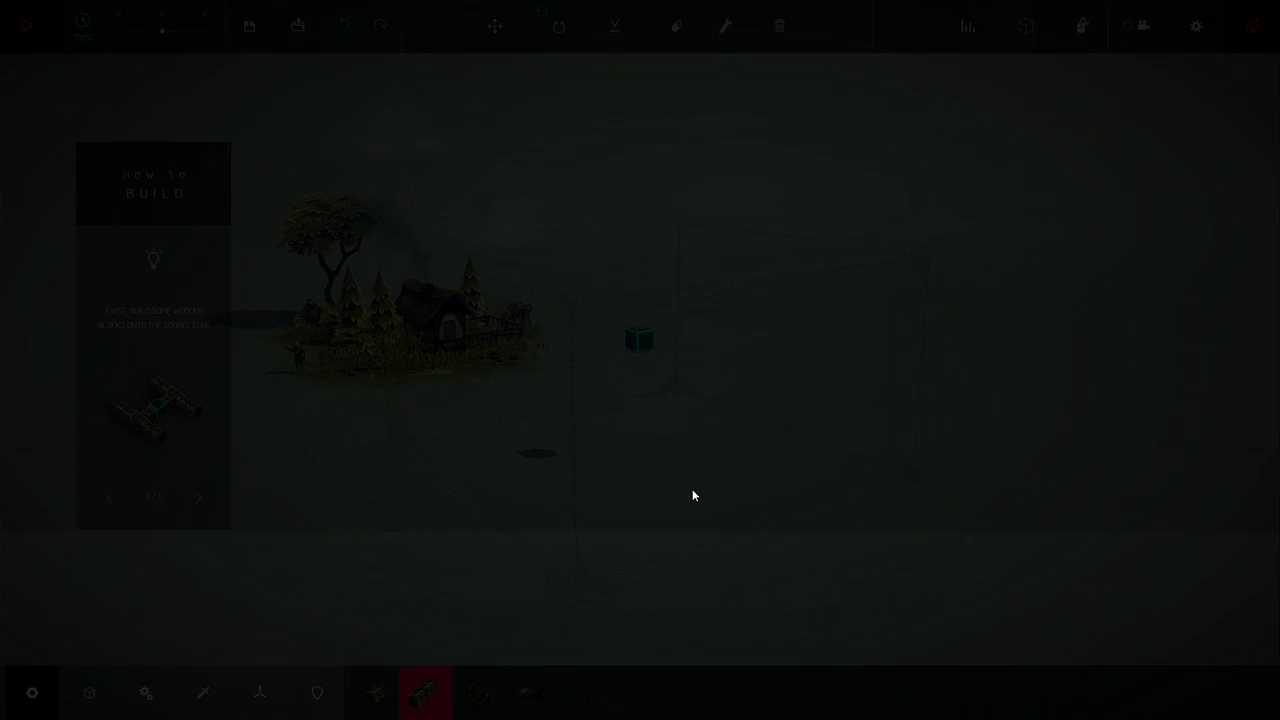 HOW TO
BUILD
FIRST, BUILD SOME WOODEN
BLOCKS ONTO THE SOURCE CUBE